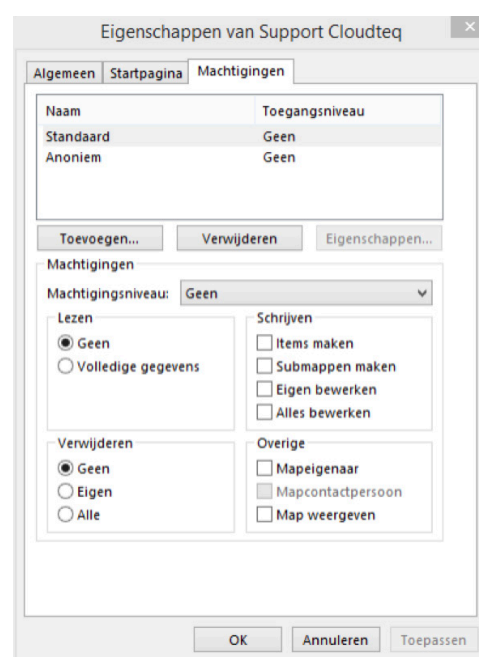 Eigenschappen van Support Cloudteq
Algemeen Startpagina Machtigingen
Naam Toegangsniveau
Standaard Geen
Anoniem Geen
Toevoegen... Verwijderen Eigenschappen...
Machtigingen
Machtigingsniveau: Geen
Lezen
Geen
Volledige gegevens
Schrijven
Items maken
Submappen maken
Eigen bewerken
Alles bewerken
Verwijderen
Geen
Eigen
Alle
Overige
Mapeigenaar
Mapcontactpersoon
Map weergeven
OK Annuleren Toepassen